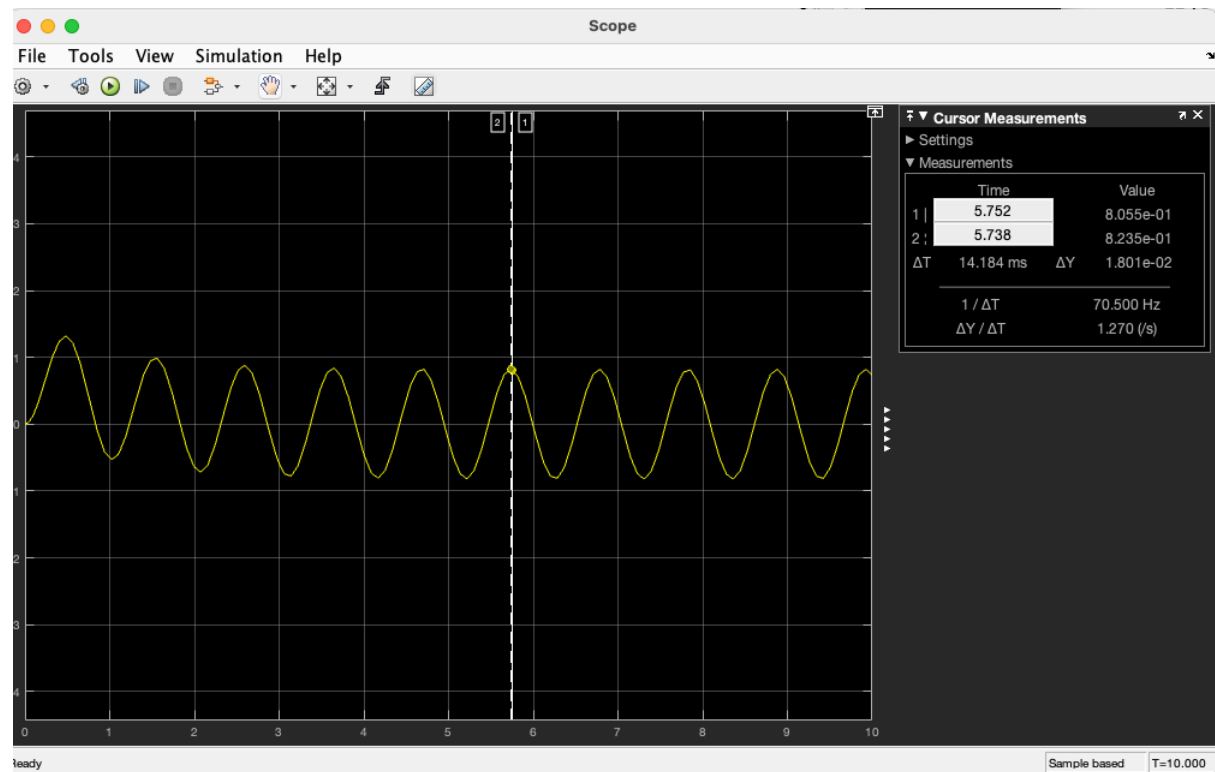 Scope
File Tools View Simulation Help
2 1
4
3
2
1
0
1
2
3
4
0 1 2 3 4 5 6 7 8 9 10
Cursor Measurements
Settings
Measurements
Time Value
1 | 5.752 8.055e-01
2 ¦ 5.738 8.235e-01
ΔT 14.184 ms ΔY 1.801e-02
1 / ΔT 70.500 Hz
ΔY / ΔT 1.270 (/s)
Ready Sample based T=10.000